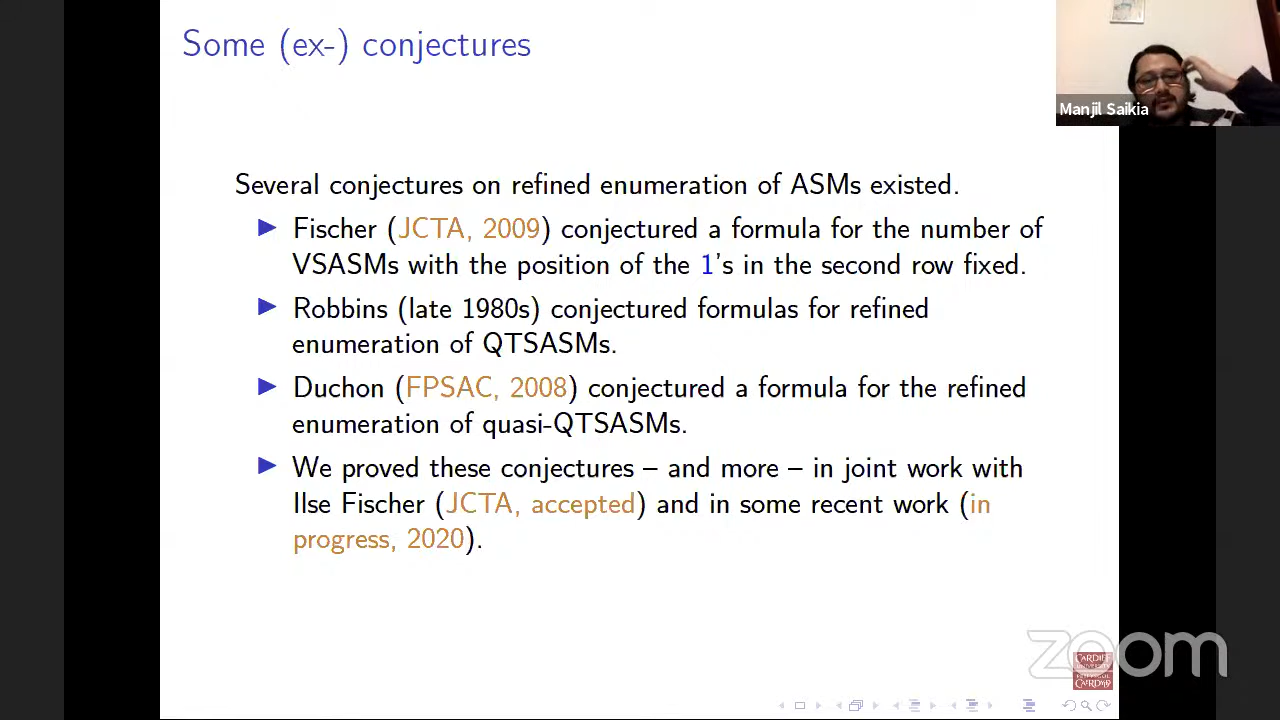 Some (ex-) conjectures
Manjil Saikia
Several conjectures on refined enumeration of ASMs existed.
Fischer (JCTA, 2009) conjectured a formula for the number of
VSASMs with the position of the 1's in the second row fixed.
Robbins (late 1980s) conjectured formulas for refined
enumeration of QTSASMs.
Duchon (FPSAC, 2008) conjectured a formula for the refined
enumeration of quasi-QTSASMs.
We proved these conjectures – and more – in joint work with
Ilse Fischer (JCTA, accepted) and in some recent work (in
progress, 2020).
zoom
CARDIFF
UNIVERSITY
PRIFYSGOL
CAERDYDD